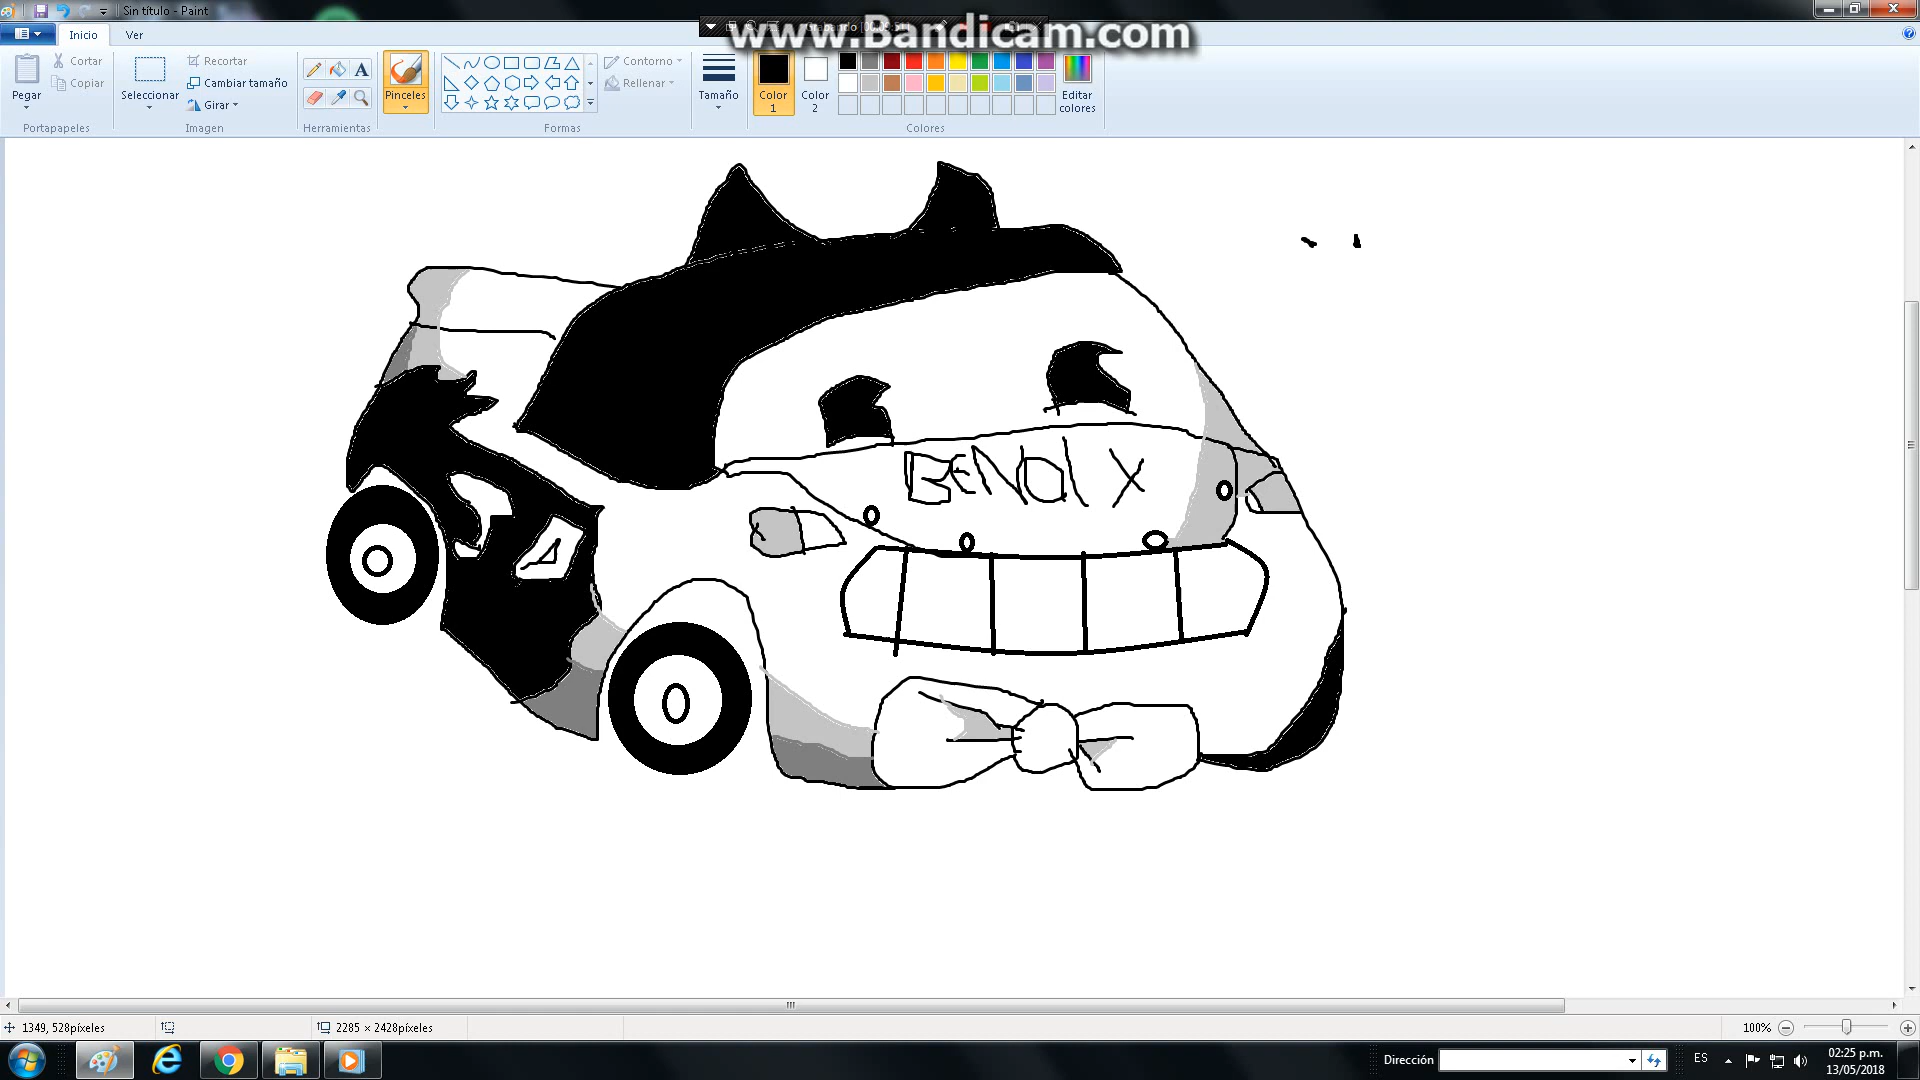 Sin título - Paint
www.Bandicam.com
Inicio
Ver
Pegar
Cortar
Copiar
Portapapeles
Seleccionar
Recortar
Cambiar tamaño
Girar
Imagen
A
Herramientas
Pinceles
Contorno
Rellenar
Formas
Tamaño
Color 1
Color 2
Editar colores
Colores
1349, 528píxeles
2285 × 2428píxeles
100%
Dirección
ES
02:25 p.m.
13/05/2018